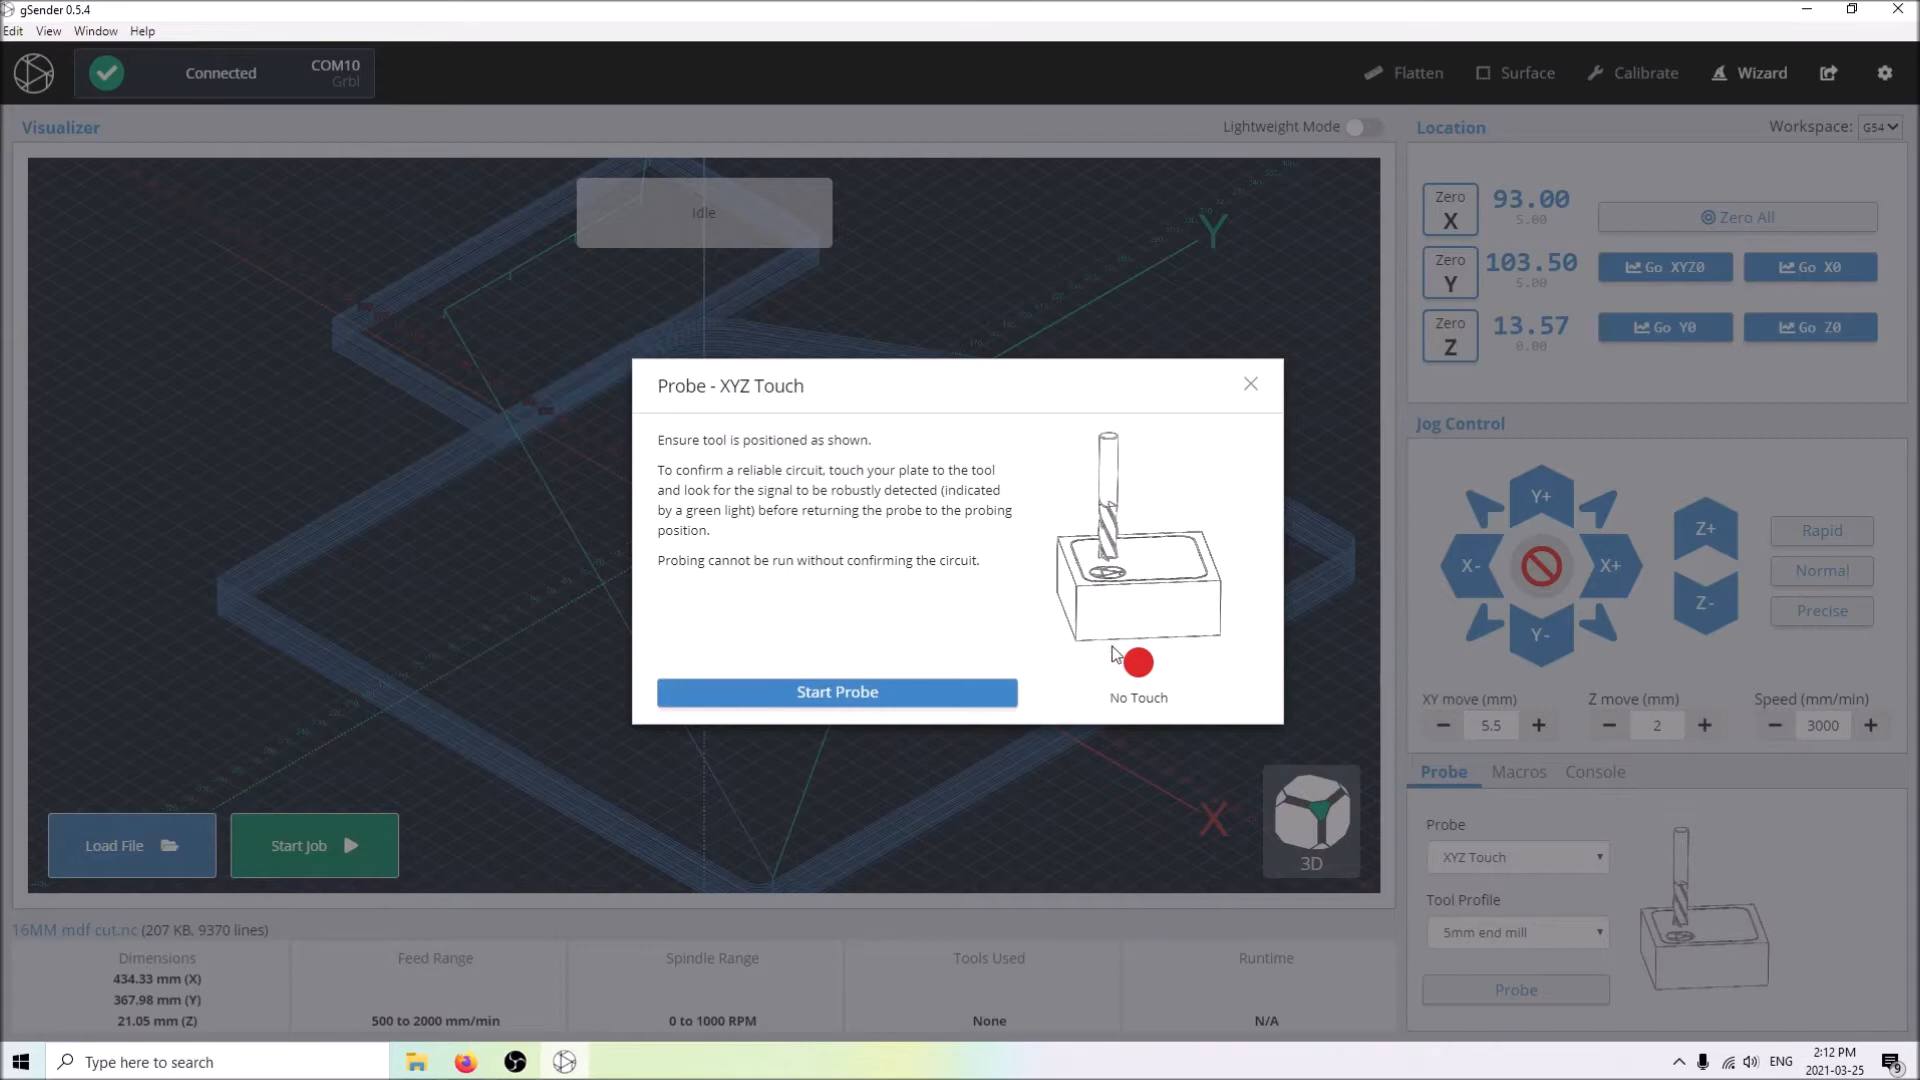 gSender 0.5.4
Edit View Window Help
Connected
COM10
Grbl
Flatten
Surface
Calibrate
Wizard
Visualizer
Lightweight Mode
Idle
Y
X
3D
Load File
Start Job
Location
Workspace: G54
Zero X
93.00
5.00
Zero All
Zero Y
103.50
5.00
Go XYZ0
Go X0
Zero Z
13.57
0.00
Go Y0
Go Z0
Probe - XYZ Touch
Ensure tool is positioned as shown.
To confirm a reliable circuit, touch your plate to the tool
and look for the signal to be robustly detected (indicated
by a green light) before returning the probe to the probing
position.
Probing cannot be run without confirming the circuit.
Start Probe
No Touch
Jog Control
Y+
X-
X+
Y-
Z+
Z-
Rapid
Normal
Precise
XY move (mm)
Z move (mm)
Speed (mm/min)
5.5
2
3000
Probe Macros Console
Probe
XYZ Touch
Tool Profile
5mm end mill
Probe
16MM mdf cut.nc (207 KB, 9370 lines)
Dimensions
434.33 mm (X)
367.98 mm (Y)
21.05 mm (Z)
Feed Range
500 to 2000 mm/min
Spindle Range
0 to 1000 RPM
Tools Used
None
Runtime
N/A
Type here to search
ENG
2:12 PM
2021-03-25
9